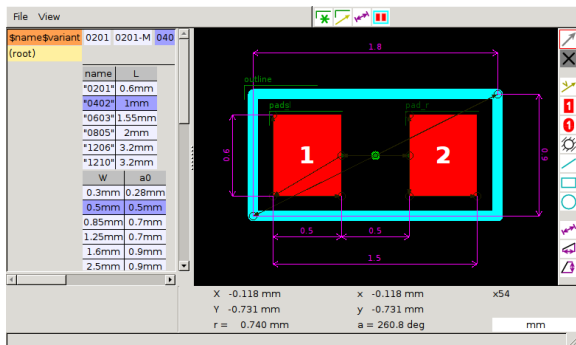 File View
$name$variant 0201 0201-M 040
(root)
name L
"0201" 0.6mm
"0402" 1mm
"0603" 1.55mm
"0805" 2mm
"1206" 3.2mm
"1210" 3.2mm
W a0
0.3mm 0.28mm
0.5mm 0.5mm
0.85mm 0.7mm
1.25mm 0.7mm
1.6mm 0.9mm
2.5mm 0.9mm
1.8
outline
pads
pad_r
0.6
1
2
0.9
0.5
0.5
1.5
1
1
X -0.118 mm x -0.118 mm x54
Y -0.731 mm y -0.731 mm
r = 0.740 mm a = 260.8 deg mm